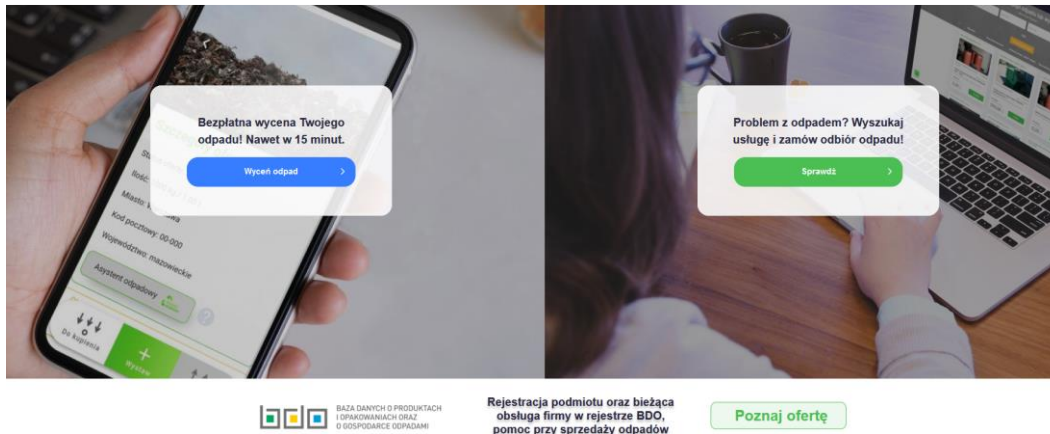 Bezpłatna wycena Twojego
odpadu! Nawet w 15 minut.
Wyceń odpad
Miasto:
Kod pocztowy: 00-000
Województwo: mazowieckie
Asystent odpadowy
?
Do kupienia
Wystaw
Problem z odpadem? Wyszukaj
usługę i zamów odbiór odpadu!
Sprawdź
BAZA DANYCH O PRODUKTACH
I OPAKOWANIACH ORAZ
O GOSPODARCE ODPADAMI
Rejestracja podmiotu oraz bieżąca
obsługa firmy w rejestrze BDO,
pomoc przy sprzedaży odpadów
Poznaj ofertę